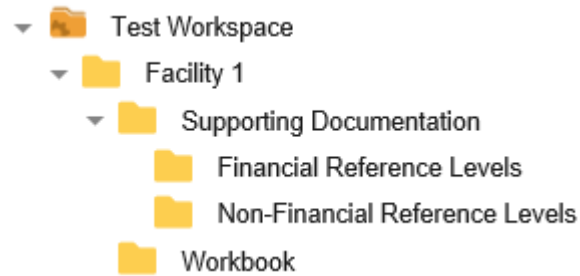 Test Workspace
Facility 1
Supporting Documentation
Financial Reference Levels
Non-Financial Reference Levels
Workbook